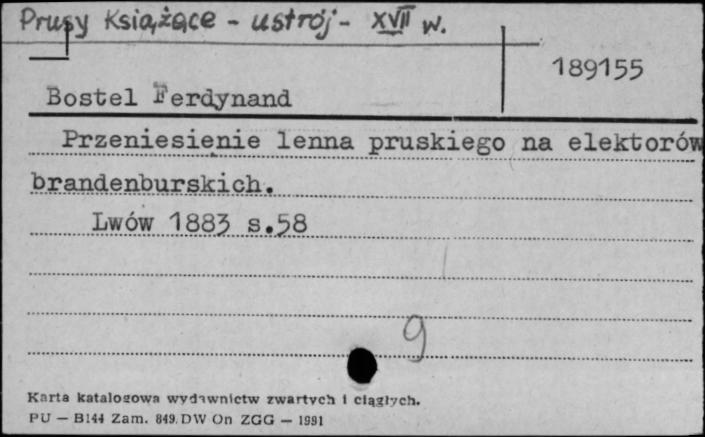 Prusy Książęce - ustrój - XVII w.
189155
Bostel Ferdynand
Przeniesienie lenna pruskiego na elektorów
brandenburskich.
Lwów 1883 s.58
9
Karta katalogowa wydawnictw zwartych i ciągłych.
PU — B144 Zam. 849. DW On ZGG — 1991